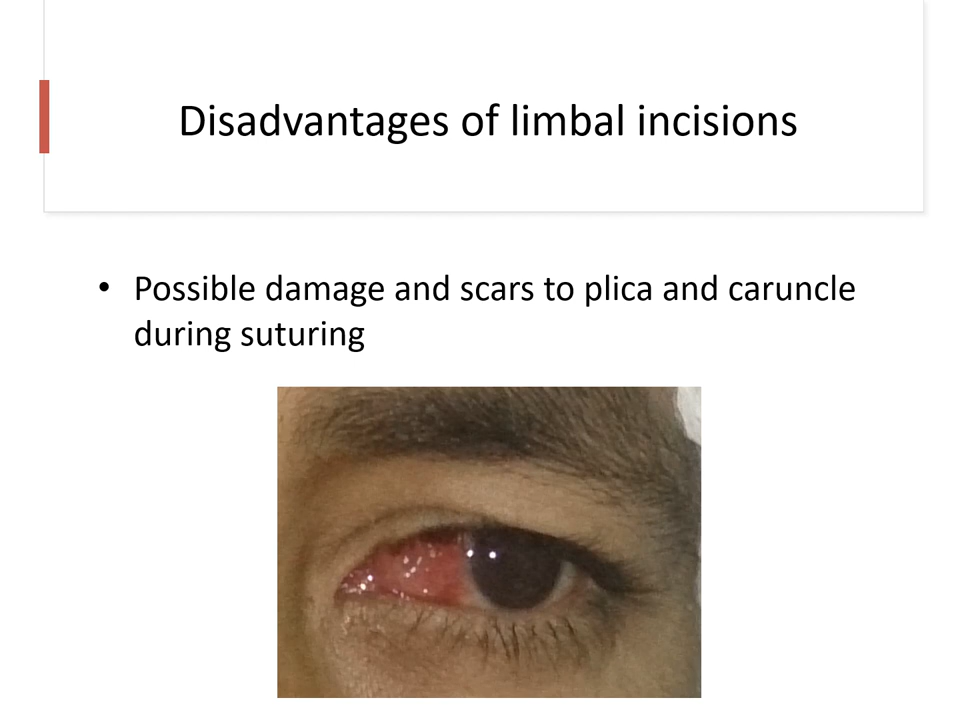 Disadvantages of limbal incisions
• Possible damage and scars to plica and caruncle
during suturing